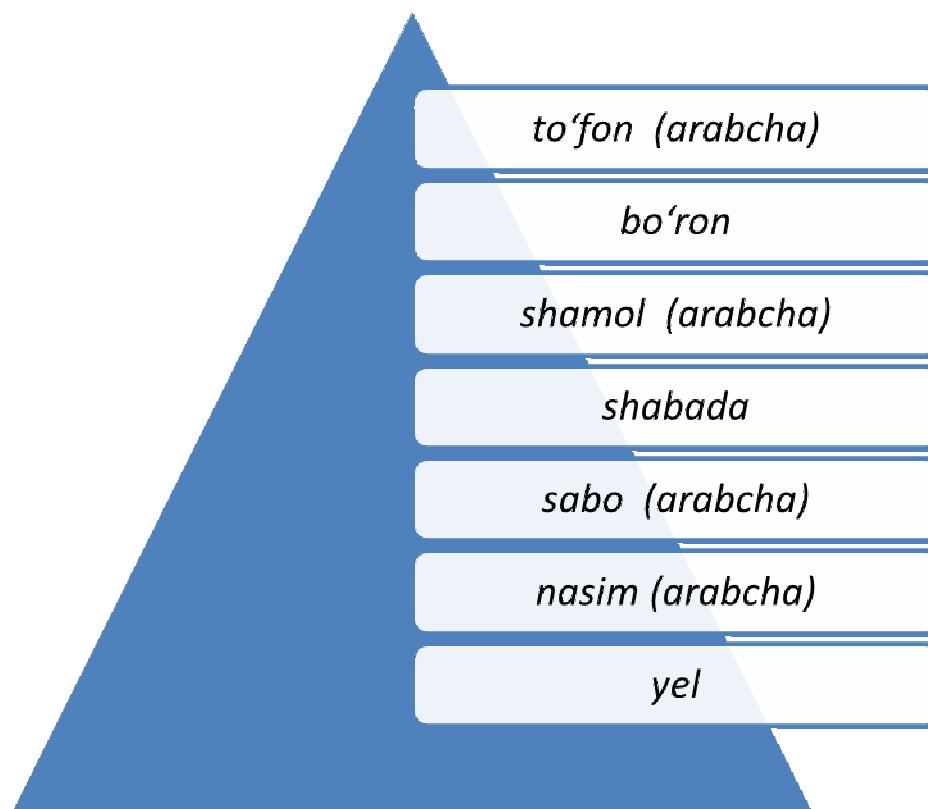 to‘fon (arabcha)
bo‘ron
shamol (arabcha)
shabada
sabo (arabcha)
nasim (arabcha)
yel